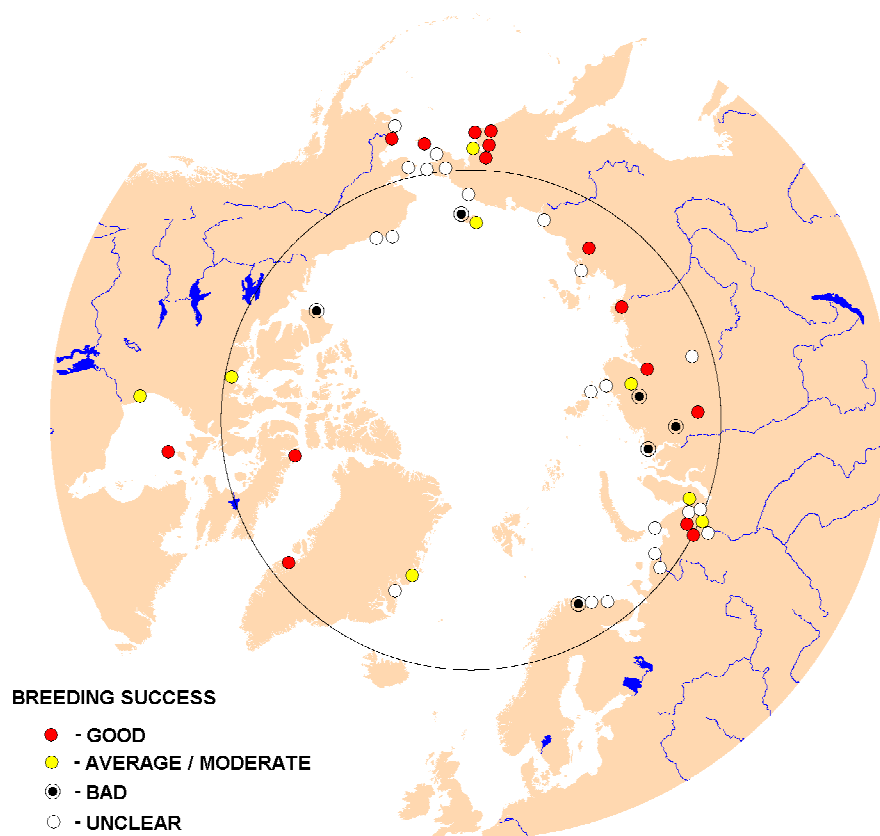 BREEDING SUCCESS
- GOOD
- AVERAGE / MODERATE
- BAD
- UNCLEAR